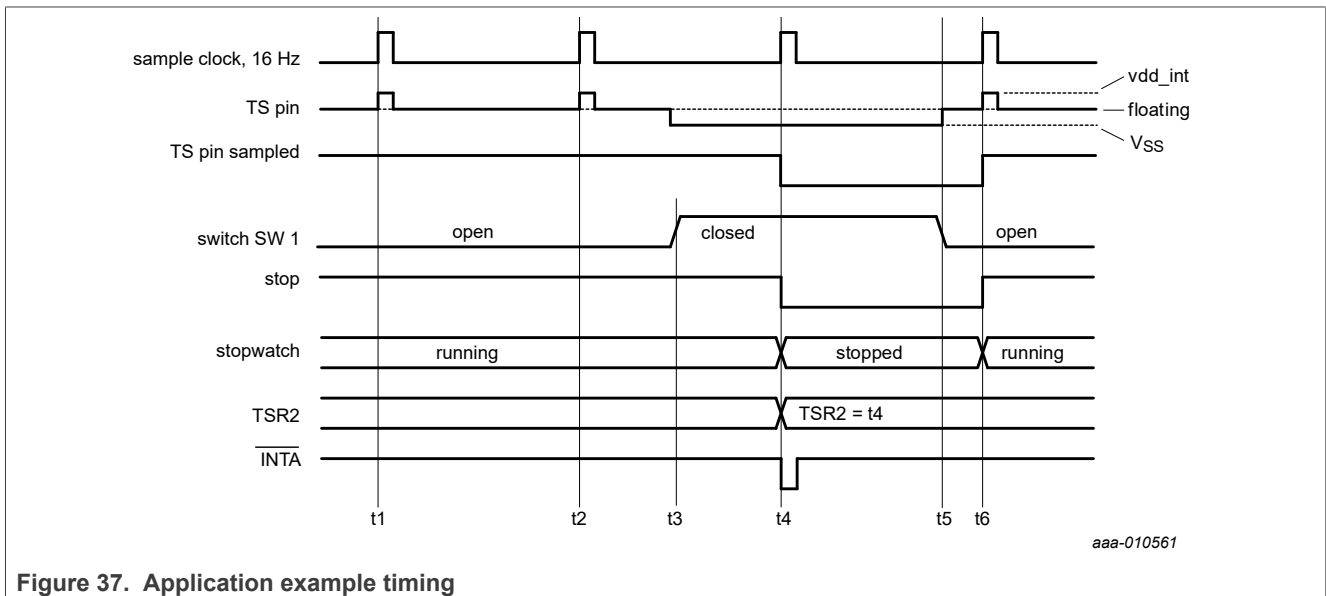 sample clock, 16 Hz
vdd_int
TS pin
floating
VSS
TS pin sampled
switch SW 1
open
closed
open
stop
stopwatch
running
stopped
running
TSR2
TSR2 = t4
INTA
t1
t2
t3
t4
t5
t6
aaa-010561
Figure 37. Application example timing